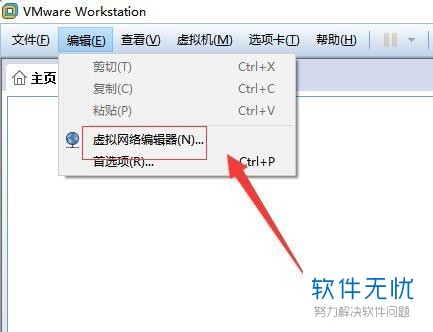 VMware Workstation
文件(F) 编辑(E) 查看(V) 虚拟机(M) 选项卡(T) 帮助(H)
主页
剪切(T) Ctrl+X
复制(C) Ctrl+C
粘贴(P) Ctrl+V
虚拟网络编辑器(N)...
首选项(R)... Ctrl+P
软件无忧
努力解决软件问题